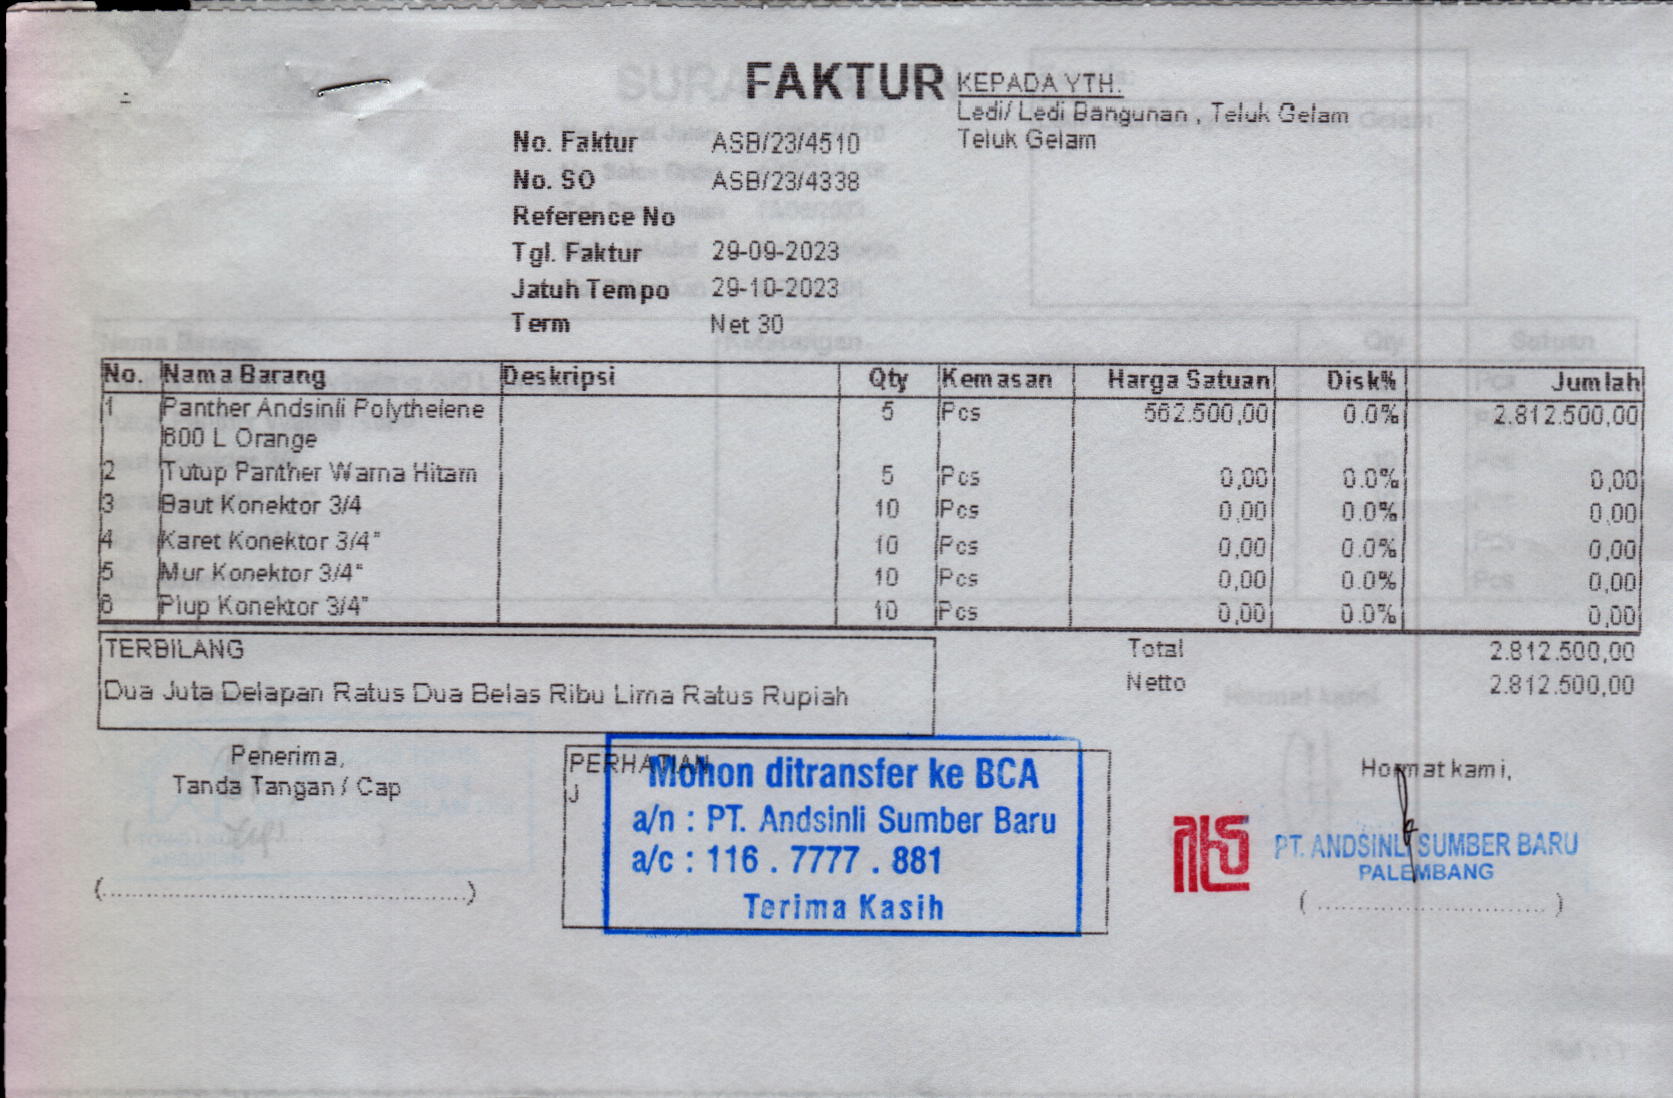 FAKTUR
KEPADA YTH.
Ledi/ Ledi Bangunan , Teluk Gelam
Teluk Gelam
No. Faktur ASB/23/4510
No. SO ASB/23/4338
Reference No
Tgl. Faktur 29-09-2023
Jatuh Tempo 29-10-2023
Term Net 30
No. Nama Barang Deskripsi Qty Kemasan Harga Satuan Disk% Jumlah
1 Panther Andsinli Polythelene 5 Pcs 562.500,00 0.0% 2.812.500,00
600 L Orange
2 Tutup Panther Warna Hitam 5 Pcs 0,00 0.0% 0,00
3 Baut Konektor 3/4 10 Pcs 0,00 0.0% 0,00
4 Karet Konektor 3/4" 10 Pcs 0,00 0.0% 0,00
5 Mur Konektor 3/4" 10 Pcs 0,00 0.0% 0,00
6 Plup Konektor 3/4" 10 Pcs 0,00 0.0% 0,00
TERBILANG
Dua Juta Delapan Ratus Dua Belas Ribu Lima Ratus Rupiah
Total 2.812.500,00
Netto 2.812.500,00
Penerima,
Tanda Tangan / Cap
(..........................................)
PERHATIAN
J
Mohon ditransfer ke BCA
a/n : PT. Andsinli Sumber Baru
a/c : 116 . 7777 . 881
Terima Kasih
Hormat kami,
PT. ANDSINLI SUMBER BARU
PALEMBANG
( .............................. )